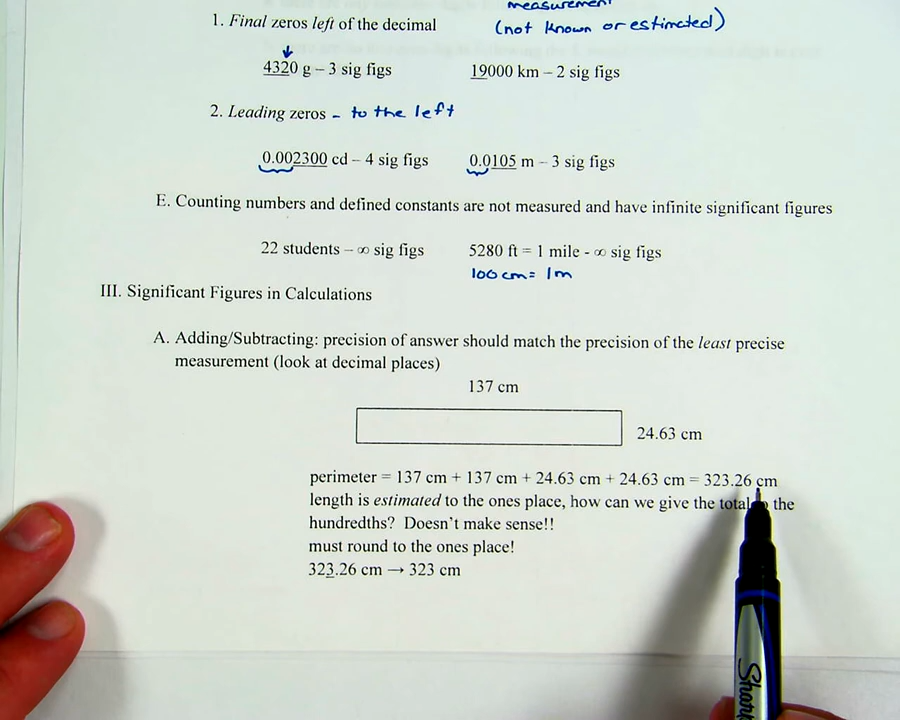 measurement
1. Final zeros left of the decimal (not known or estimated)
4320 g – 3 sig figs 19000 km – 2 sig figs
2. Leading zeros - to the left
0.002300 cd – 4 sig figs 0.0105 m – 3 sig figs
E. Counting numbers and defined constants are not measured and have infinite significant figures
22 students – ∞ sig figs 5280 ft = 1 mile - ∞ sig figs
100 cm = 1m
III. Significant Figures in Calculations
A. Adding/Subtracting: precision of answer should match the precision of the least precise
measurement (look at decimal places)
137 cm
24.63 cm
perimeter = 137 cm + 137 cm + 24.63 cm + 24.63 cm = 323.26 cm
length is estimated to the ones place, how can we give the total the
hundredths? Doesn't make sense!!
must round to the ones place!
323.26 cm → 323 cm
Sharp